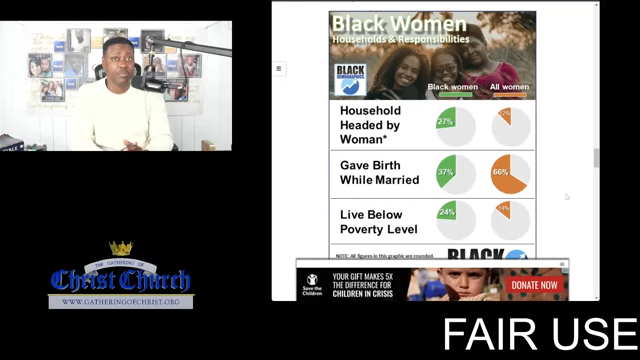 Black Women
Households & Responsibilities
BLACK
DEMOGRAPHICS
Black women
All women
Household
Headed by
Woman*
27%
Gave Birth
While Married
37%
66%
Live Below
Poverty Level
24%
14%
NOTE: All figures in this graphic are rounded.
BLACK
Save the
Children
YOUR GIFT MAKES 5X
THE DIFFERENCE FOR
CHILDREN IN CRISIS
DONATE NOW
THE GATHERING OF
Christ Church
WWW.GATHERINGOFCHRIST.ORG
FAIR USE